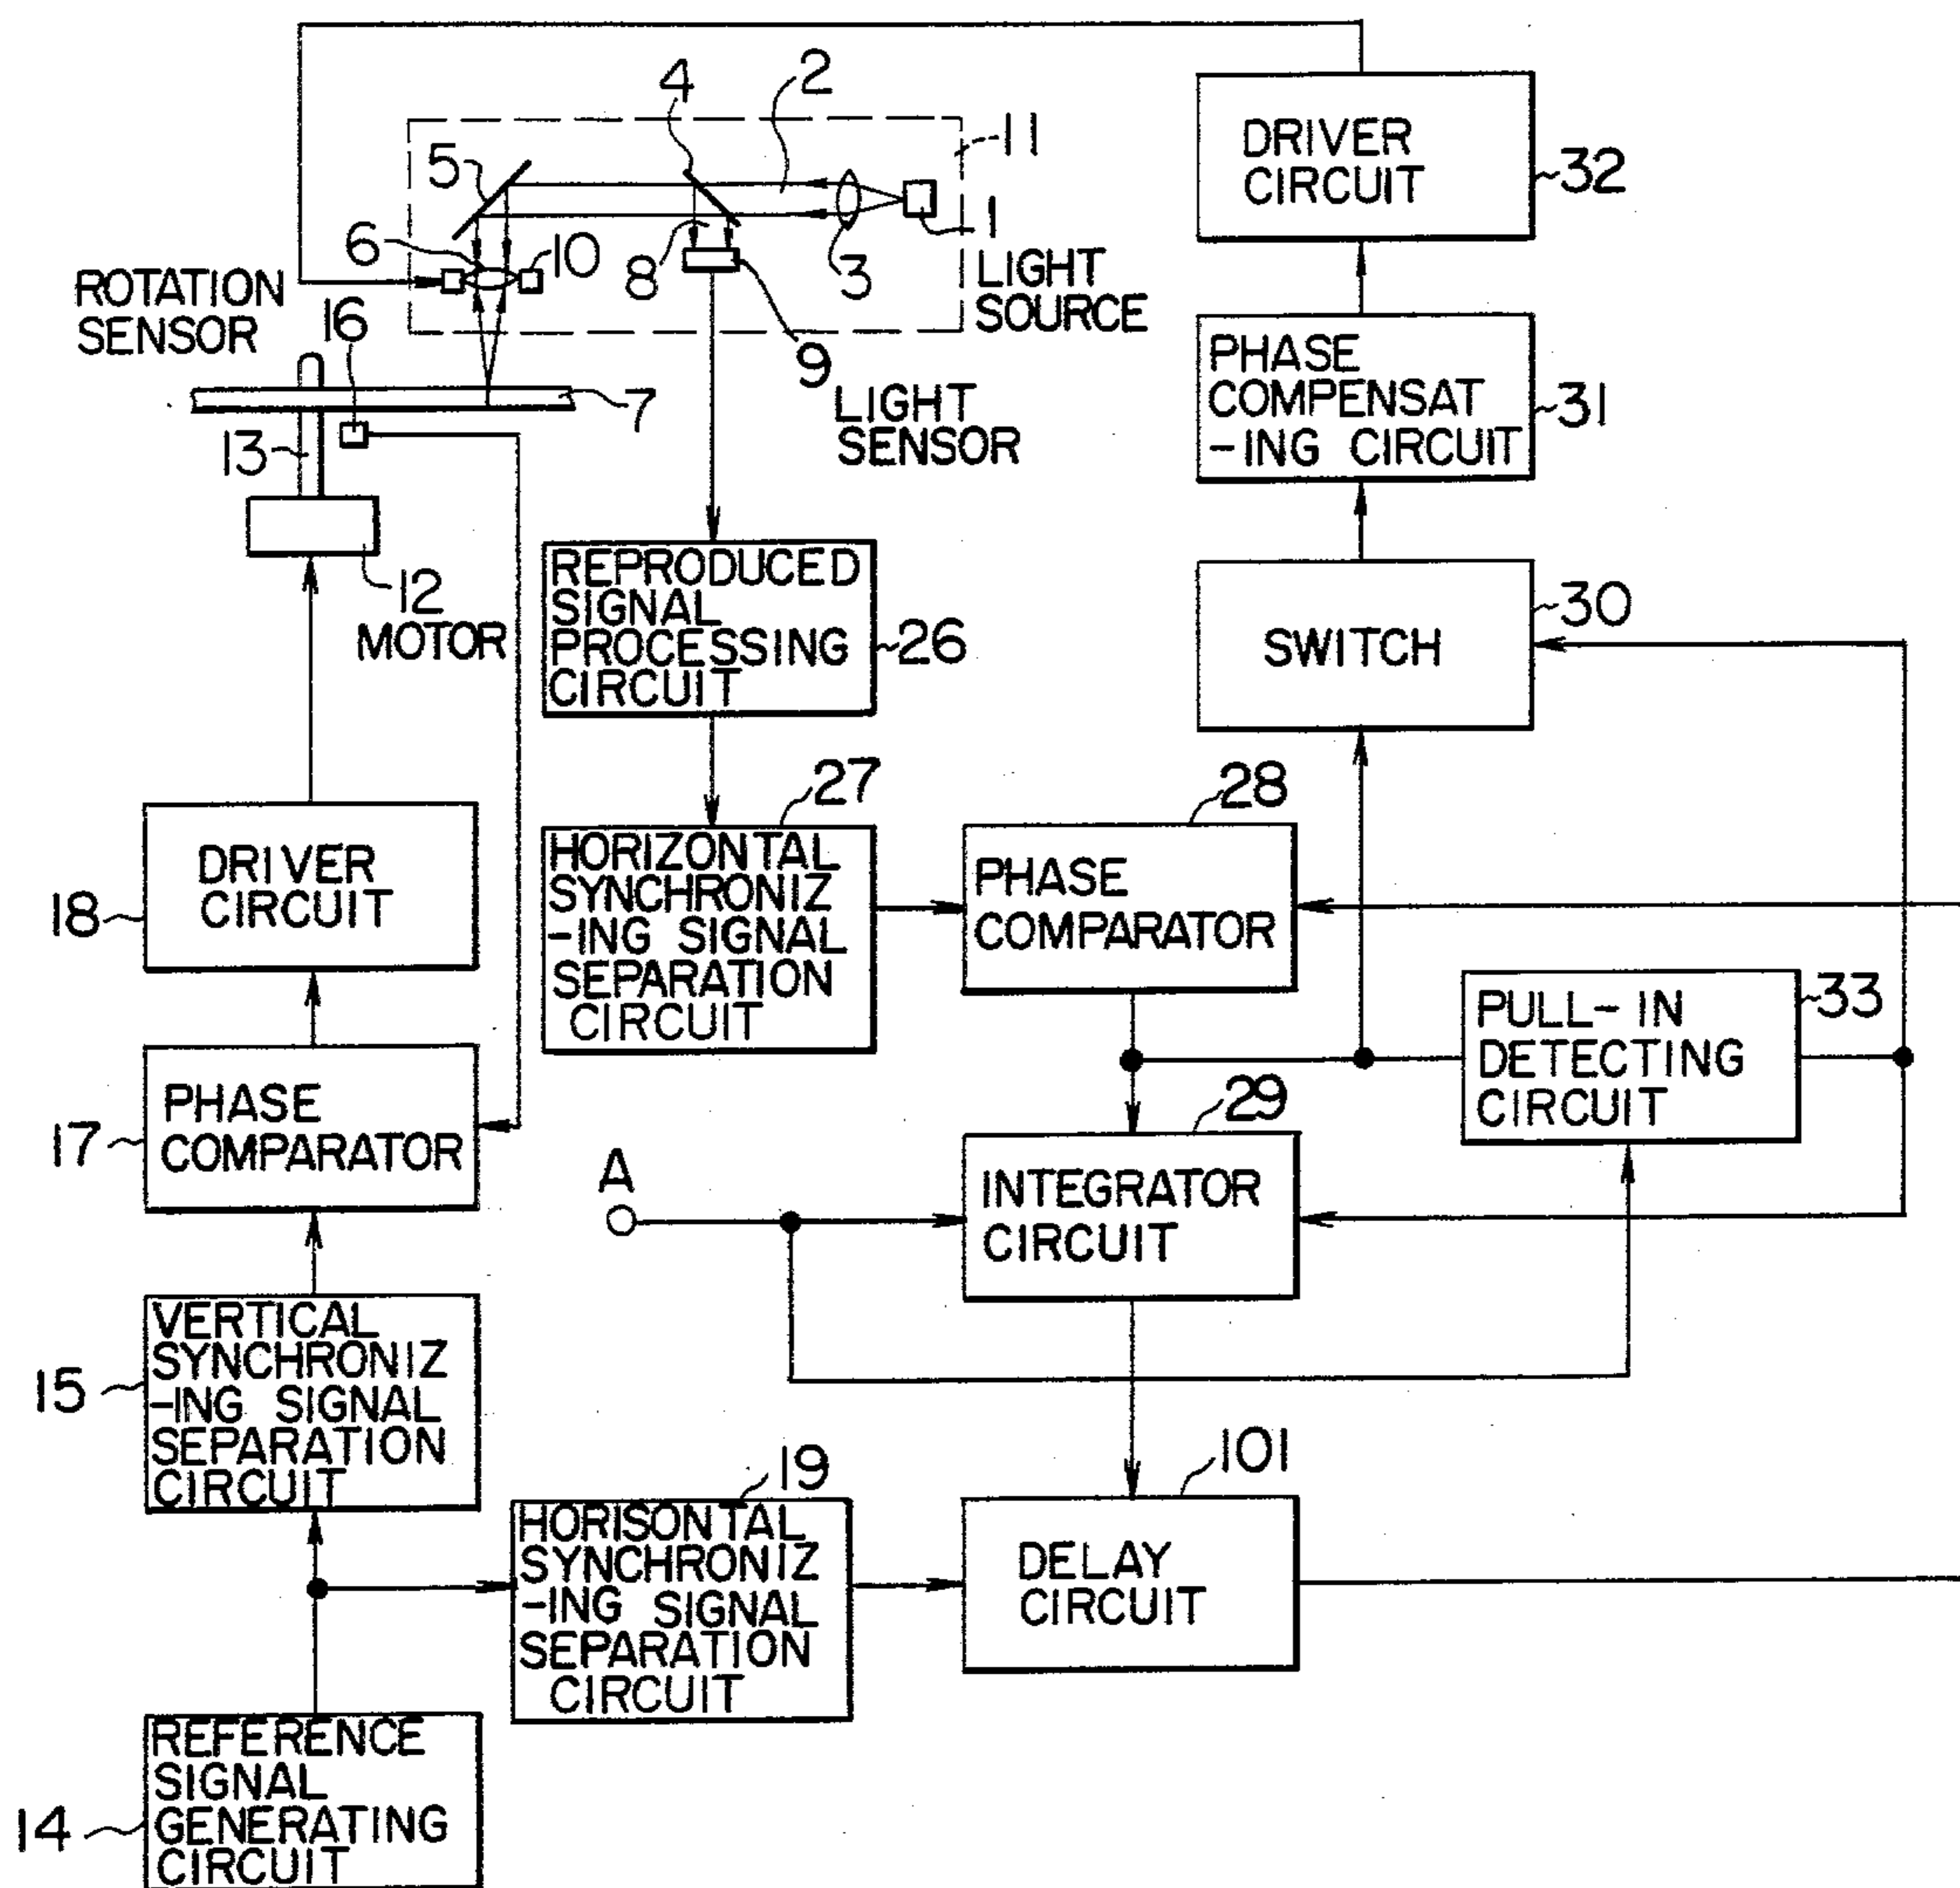 4
2
11
5
DRIVER
CIRCUIT
32
1
6
10
8
3
LIGHT
SOURCE
ROTATION
SENSOR
16
9
7
LIGHT
SENSOR
PHASE
COMPENSAT
-ING CIRCUIT
31
13
12
MOTOR
REPRODUCED
SIGNAL
PROCESSING
CIRCUIT
26
SWITCH
30
27
28
HORIZONTAL
SYNCHRONIZ
-ING SIGNAL
SEPARATION
CIRCUIT
PHASE
COMPARATOR
DRIVER
CIRCUIT
18
PULL-IN
DETECTING
CIRCUIT
33
PHASE
COMPARATOR
17
29
INTEGRATOR
CIRCUIT
A
VERTICAL
SYNCHRONIZ
-ING SIGNAL
SEPARATION
CIRCUIT
15
19
101
HORISONTAL
SYNCHRONIZ
-ING SIGNAL
SEPARATION
CIRCUIT
DELAY
CIRCUIT
REFERENCE
SIGNAL
GENERATING
CIRCUIT
14